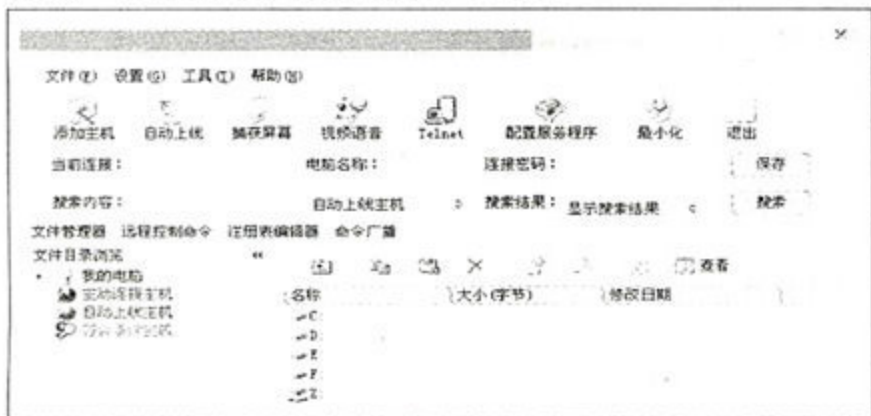 文件(F) 设置(S) 工具(T) 帮助(H)
添加主机 自动上线 捕获屏幕 视频语音 Telnet 配置服务程序 最小化 退出
当前连接： 电脑名称： 连接密码： 保存
搜索内容： 自动上线主机 搜索结果： 显示搜索结果 搜索
文件管理器 远程控制命令 注册表编辑器 命令广播
文件目录浏览 «
我的电脑 查看
主动连接主机 名称 大小(字节) 修改日期
自动上线主机 C:
D:
E:
F:
Z: